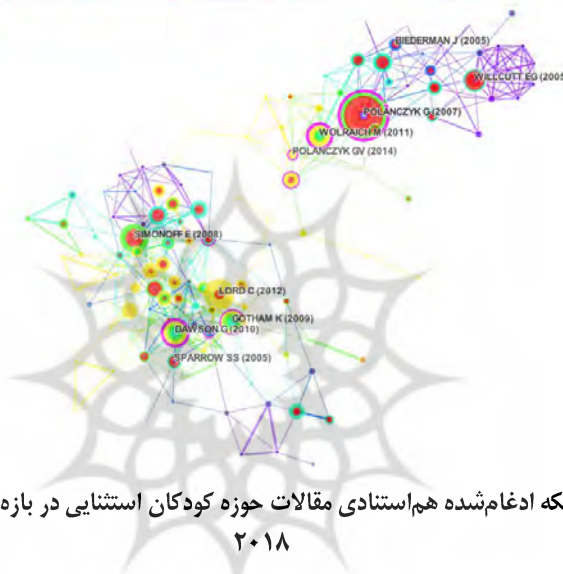 BIEDERMAN J (2005)
WILLCUTT EG (2005
POLANCZYK G (2007)
WOLRAICH M (2011)
POLANCZYK GV (2014)
SIMONOFF E (2008)
LORD C (2012)
GOTHAM K (2009)
DAWSON G (2010)
SPARROW SS (2005)
که ادغام‌شده هم‌استنادی مقالات حوزه کودکان استثنایی در بازه
۲۰۱۸